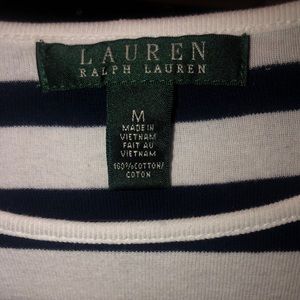 LAUREN
RALPH LAUREN
M
MADE IN
VIETNAM
FAIT AU
VIETNAM
100%COTTON/
COTON